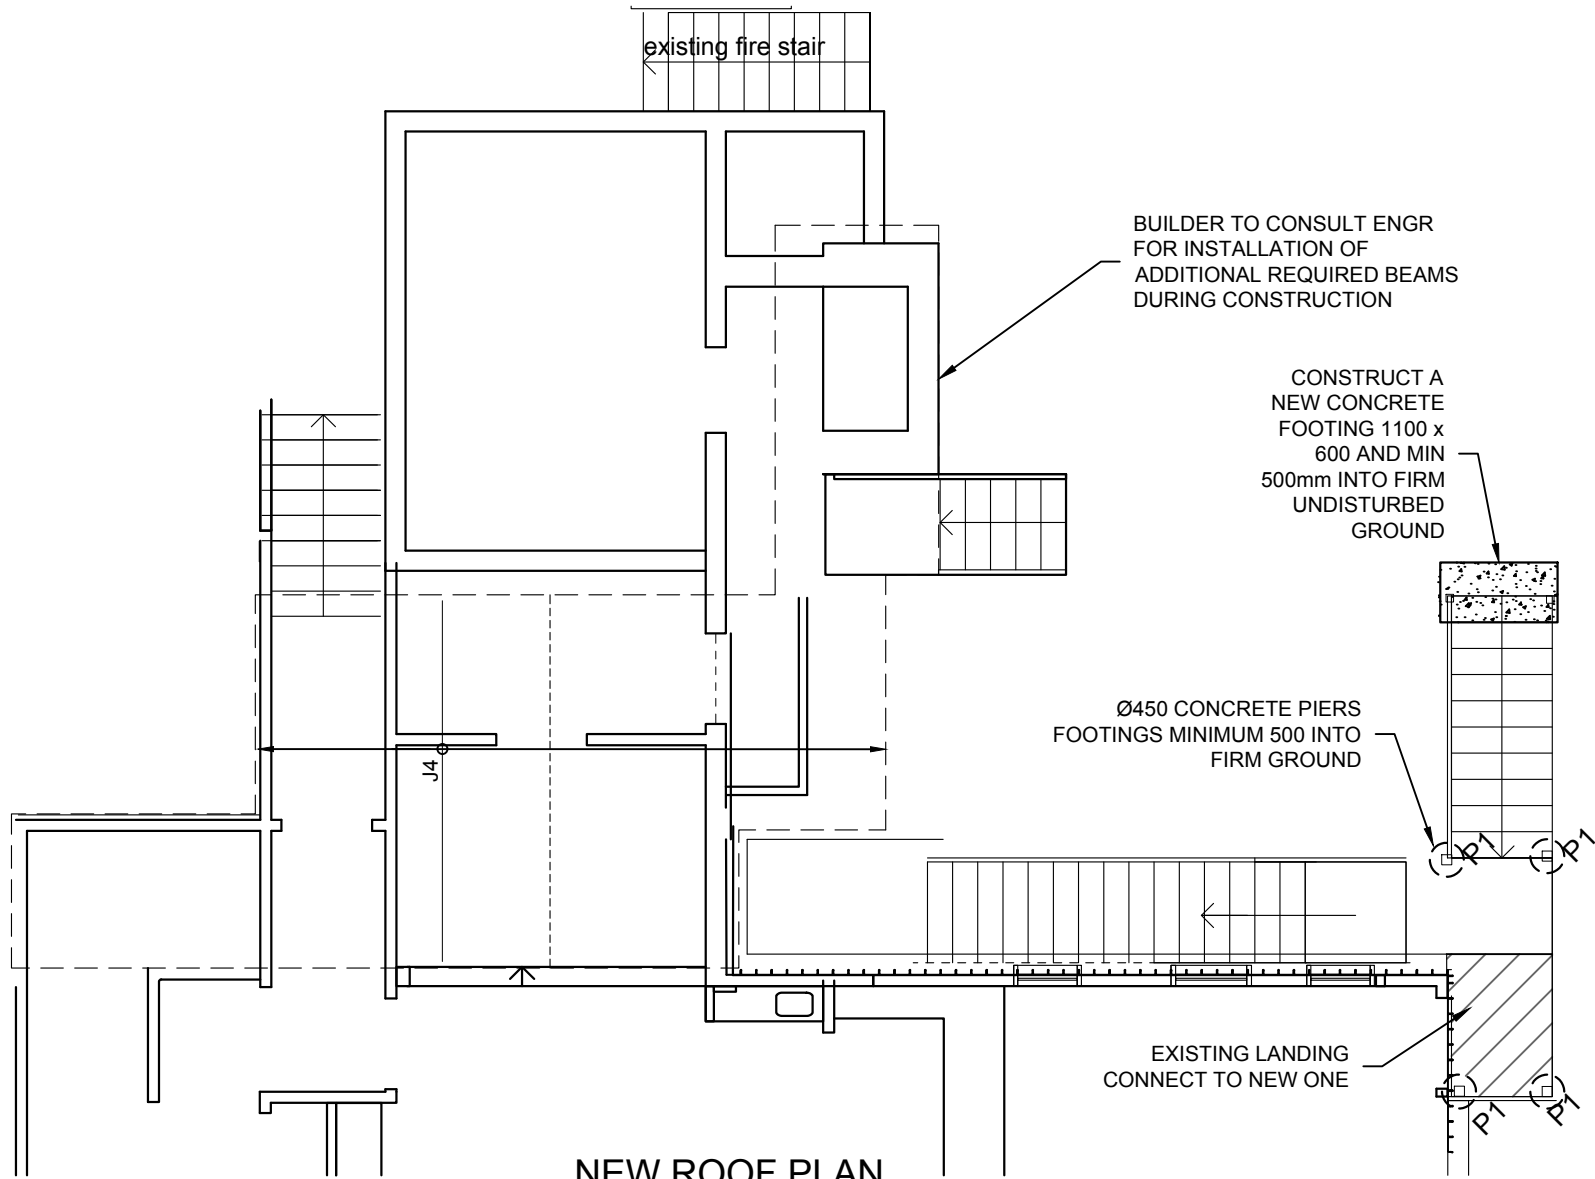 existing fire stair
BUILDER TO CONSULT ENGR
FOR INSTALLATION OF
ADDITIONAL REQUIRED BEAMS
DURING CONSTRUCTION
CONSTRUCT A
NEW CONCRETE
FOOTING 1100 x
600 AND MIN
500mm INTO FIRM
UNDISTURBED
GROUND
Ø450 CONCRETE PIERS
FOOTINGS MINIMUM 500 INTO
FIRM GROUND
J4
P1
P1
EXISTING LANDING
CONNECT TO NEW ONE
P1
P1
NEW ROOF PLAN